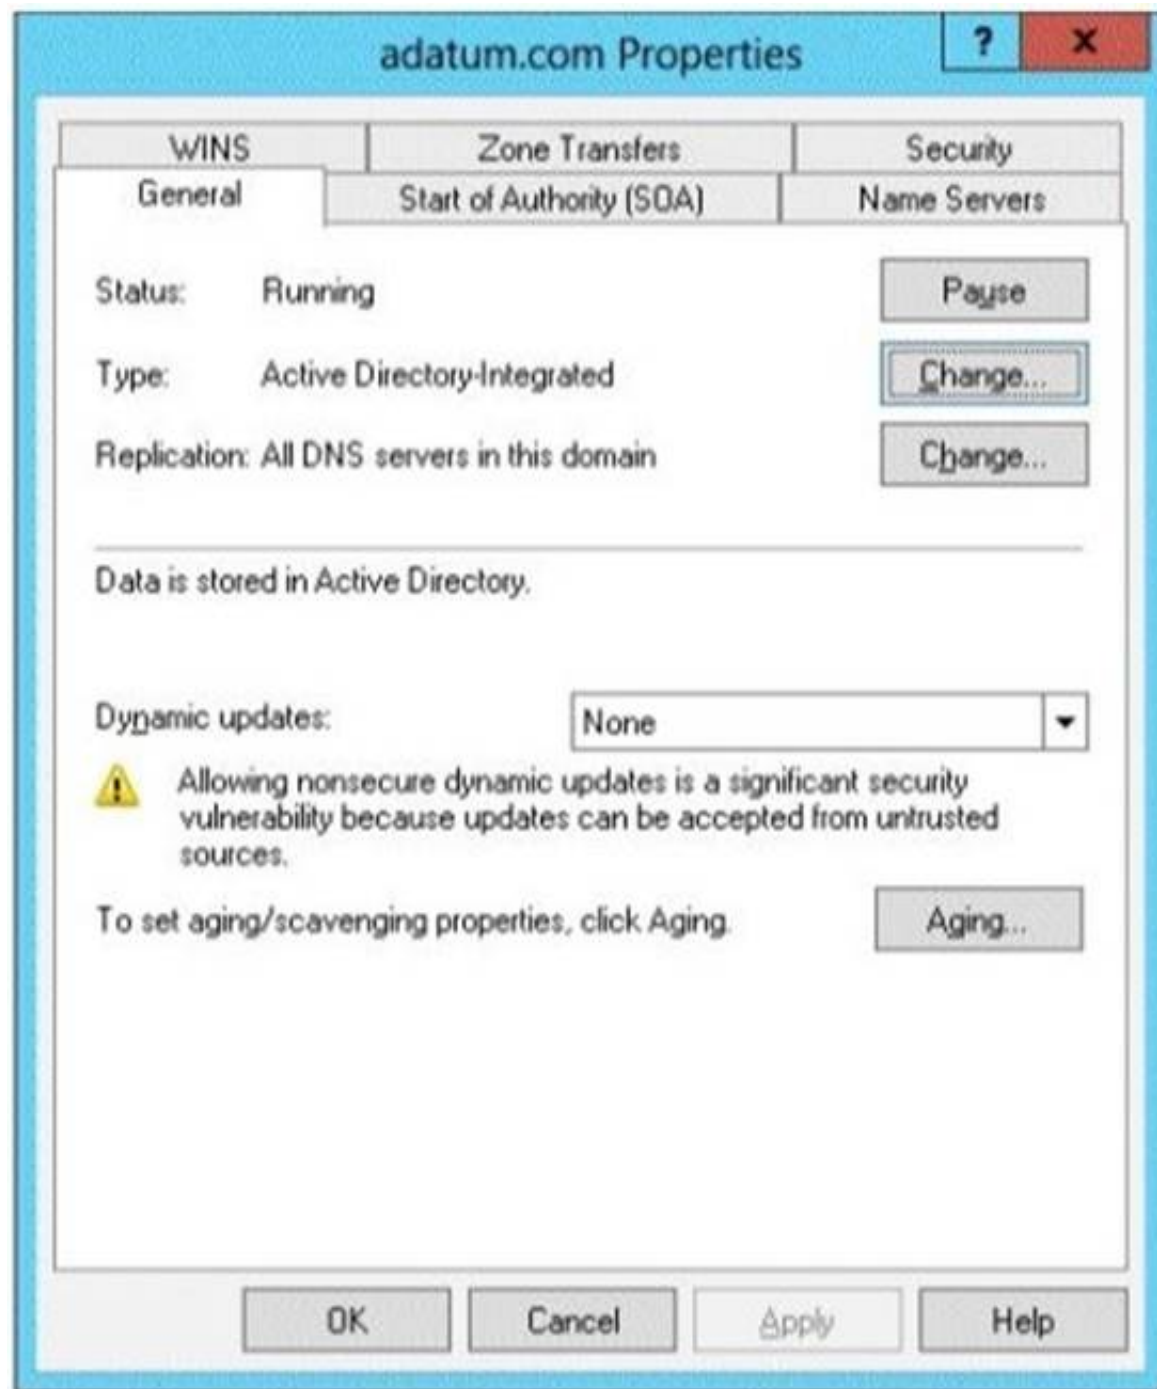 adatum.com Properties
? x
WINS Zone Transfers Security
General Start of Authority (SOA) Name Servers
Status: Running Pause
Type: Active Directory-Integrated Change...
Replication: All DNS servers in this domain Change...
Data is stored in Active Directory.
Dynamic updates: None
Allowing nonsecure dynamic updates is a significant security
vulnerability because updates can be accepted from untrusted
sources.
To set aging/scavenging properties, click Aging. Aging...
OK Cancel Apply Help